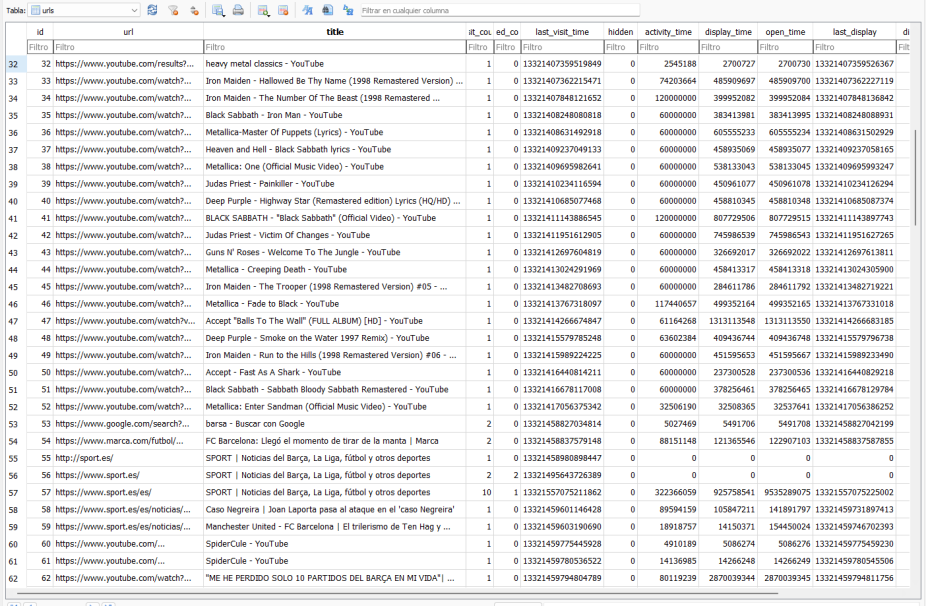 Tabla: urls Filtrar en cualquier columna
id url title it_cou ed_co last_visit_time hidden activity_time display_time open_time last_display di
Filtro Filtro Filtro Filtro Filtro Filtro Filtro Filtro Filtro Filtro Filtro Filt
32 32 https://www.youtube.com/results?... heavy metal classics - YouTube 1 0 13321407359519849 0 2545188 2700727 2700730 13321407359526367
33 33 https://www.youtube.com/watch?... Iron Maiden - Hallowed Be Thy Name (1998 Remastered Version) ... 1 0 13321407362215471 0 74203664 485909697 485909700 13321407362227119
34 34 https://www.youtube.com/watch?... Iron Maiden - The Number Of The Beast (1998 Remastered ... 1 0 13321407848121652 0 120000000 399952082 399952084 13321407848136842
35 35 https://www.youtube.com/watch?... Black Sabbath - Iron Man - YouTube 1 0 13321408248080818 0 60000000 383413981 383413995 13321408248088931
36 36 https://www.youtube.com/watch?... Metallica-Master Of Puppets (Lyrics) - YouTube 1 0 13321408631492918 0 60000000 605555233 605555234 13321408631502929
37 37 https://www.youtube.com/watch?... Heaven and Hell - Black Sabbath lyrics - YouTube 1 0 13321409237049133 0 60000000 458935069 458935077 13321409237058165
38 38 https://www.youtube.com/watch?... Metallica: One (Official Music Video) - YouTube 1 0 13321409695982641 0 60000000 538133043 538133045 13321409695993247
39 39 https://www.youtube.com/watch?... Judas Priest - Painkiller - YouTube 1 0 13321410234116594 0 60000000 450961077 450961078 13321410234126294
40 40 https://www.youtube.com/watch?... Deep Purple - Highway Star (Remastered edition) Lyrics (HQ/HD) ... 1 0 13321410685077468 0 60000000 458810345 458810348 13321410685087374
41 41 https://www.youtube.com/watch?... BLACK SABBATH - "Black Sabbath" (Official Video) - YouTube 1 0 13321411143886545 0 120000000 807729506 807729515 13321411143897743
42 42 https://www.youtube.com/watch?... Judas Priest - Victim Of Changes - YouTube 1 0 13321411951612905 0 60000000 745986539 745986543 13321411951627265
43 43 https://www.youtube.com/watch?... Guns N' Roses - Welcome To The Jungle - YouTube 1 0 13321412697604819 0 60000000 326692017 326692022 13321412697613811
44 44 https://www.youtube.com/watch?... Metallica - Creeping Death - YouTube 1 0 13321413024291969 0 60000000 458413317 458413318 13321413024305900
45 45 https://www.youtube.com/watch?... Iron Maiden - The Trooper (1998 Remastered Version) #05 - ... 1 0 13321413482708693 0 60000000 284611786 284611792 13321413482719221
46 46 https://www.youtube.com/watch?... Metallica - Fade to Black - YouTube 1 0 13321413767318097 0 117440657 499352164 499352165 13321413767331018
47 47 https://www.youtube.com/watch?v... Accept "Balls To The Wall" (FULL ALBUM) [HD] - YouTube 1 0 13321414266674847 0 61164268 1313113548 1313113550 13321414266683185
48 48 https://www.youtube.com/watch?... Deep Purple - Smoke on the Water 1997 Remix) - YouTube 1 0 13321415579785248 0 63602384 409436744 409436748 13321415579796738
49 49 https://www.youtube.com/watch?... Iron Maiden - Run to the Hills (1998 Remastered Version) #06 - ... 1 0 13321415989224225 0 60000000 451595653 451595667 13321415989233490
50 50 https://www.youtube.com/watch?... Accept - Fast As A Shark - YouTube 1 0 13321416440814211 0 60000000 237300528 237300536 13321416440829218
51 51 https://www.youtube.com/watch?... Black Sabbath - Sabbath Bloody Sabbath Remastered - YouTube 1 0 13321416678117008 0 60000000 378256461 378256465 13321416678129784
52 52 https://www.youtube.com/watch?... Metallica: Enter Sandman (Official Music Video) - YouTube 1 0 13321417056375342 0 32506190 32508365 32537641 13321417056386252
53 53 https://www.google.com/search?... barsa - Buscar con Google 2 0 13321458827034814 0 5027469 5491706 5491708 13321458827042199
54 54 https://www.marca.com/futbol/... FC Barcelona: Llegó el momento de tirar de la manta | Marca 2 0 13321458837579148 0 88151148 121365546 122907103 13321458837587855
55 55 http://sport.es/ SPORT | Noticias del Barça, La Liga, fútbol y otros deportes 1 0 13321458980898447 0 0 0 0 0
56 56 https://www.sport.es/ SPORT | Noticias del Barça, La Liga, fútbol y otros deportes 2 2 13321495643726389 0 0 0 0 0
57 57 https://www.sport.es/es/ SPORT | Noticias del Barça, La Liga, fútbol y otros deportes 10 1 13321557075211862 0 322366059 925758541 9535289075 13321557075225002
58 58 https://www.sport.es/es/noticias/... Caso Negreira | Joan Laporta pasa al ataque en el 'caso Negreira' 1 0 13321459601146428 0 89594159 105847211 141891797 13321459731897413
59 59 https://www.sport.es/es/noticias/... Manchester United - FC Barcelona | El trilerismo de Ten Hag y ... 1 0 13321459603190690 0 18918757 14150371 154450024 13321459746702393
60 60 https://www.youtube.com/... SpiderCule - YouTube 1 0 13321459775445928 0 4910189 5086274 5086276 13321459775459230
61 61 https://www.youtube.com/... SpiderCule - YouTube 1 0 13321459780536522 0 14136985 14266248 14266249 13321459780545506
62 62 https://www.youtube.com/watch?... "ME HE PERDIDO SOLO 10 PARTIDOS DEL BARÇA EN MI VIDA"| ... 1 0 13321459794804789 0 80119239 2870039344 2870039345 13321459794811756